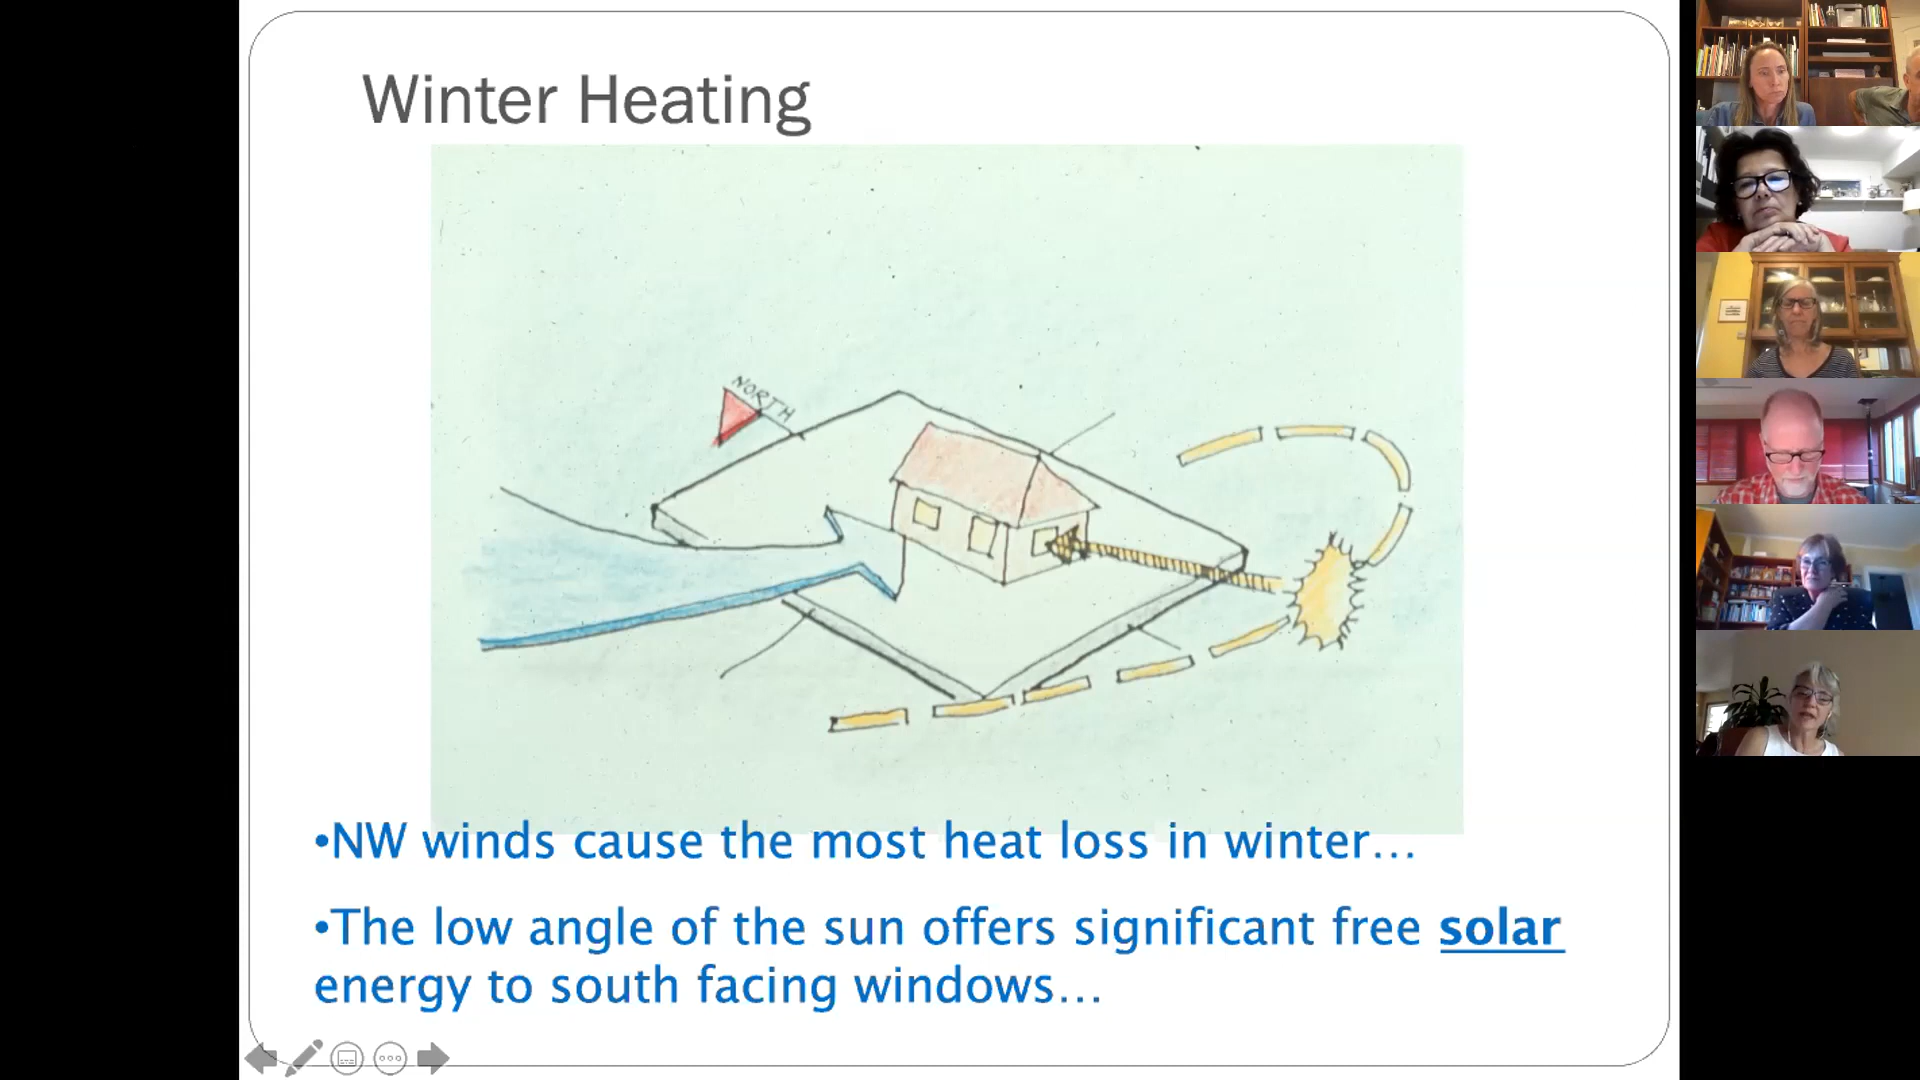 Winter Heating
NORTH
•NW winds cause the most heat loss in winter...
•The low angle of the sun offers significant free solar
energy to south facing windows...